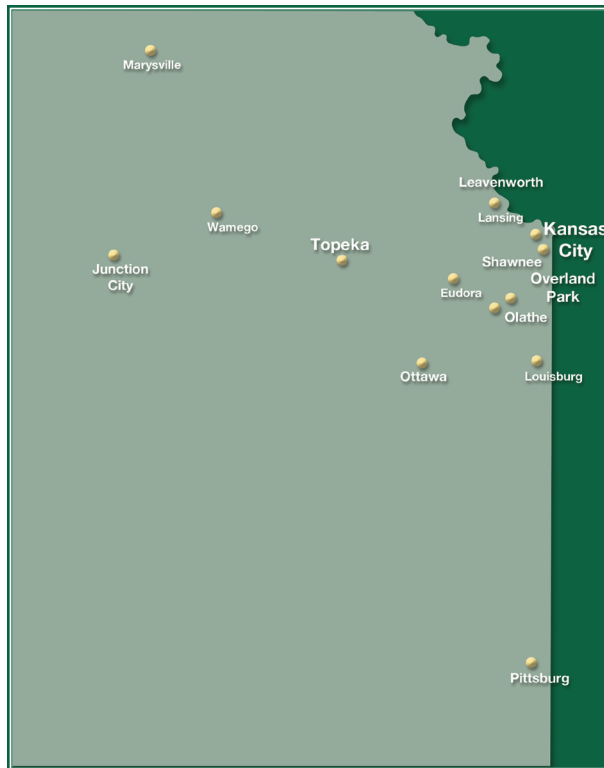 Marysville
Leavenworth
Lansing
Wamego
Kansas
City
Topeka
Shawnee
Junction
City
Overland
Park
Eudora
Olathe
Ottawa
Louisburg
Pittsburg